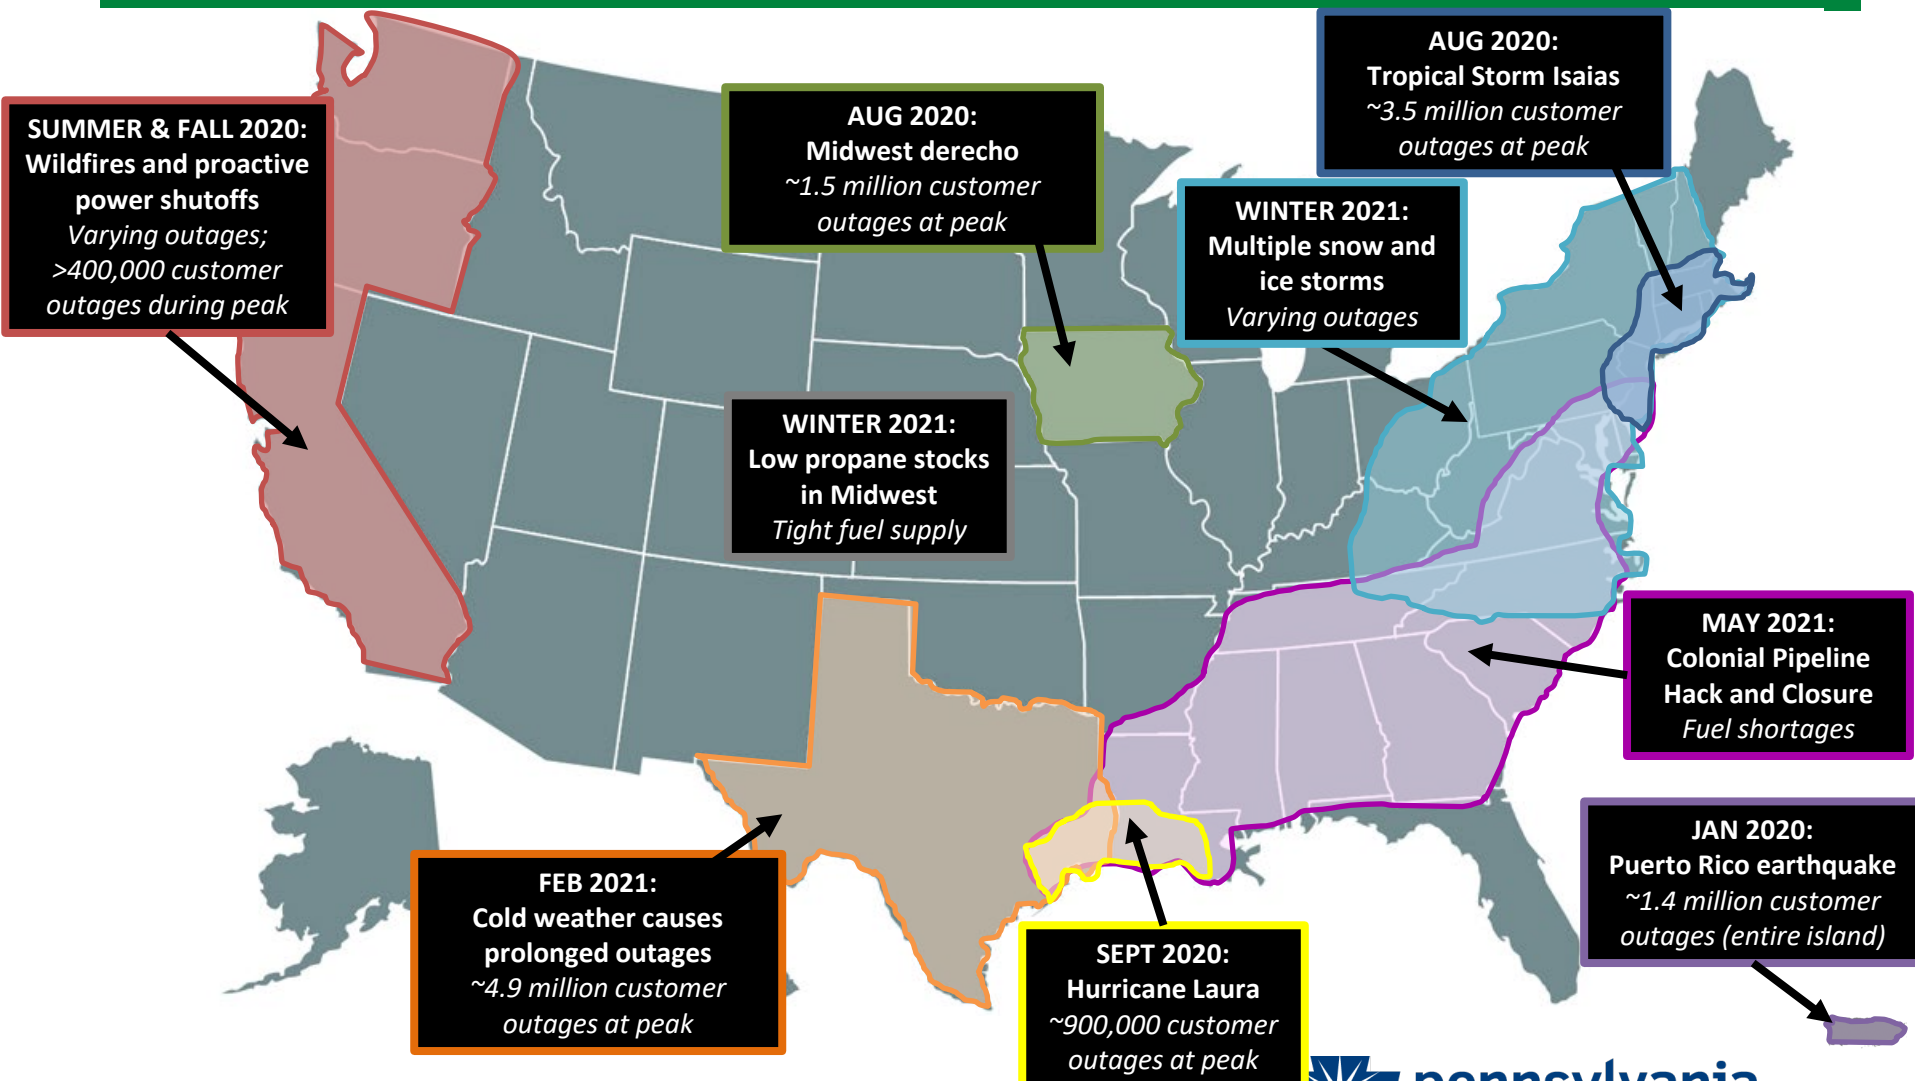 SUMMER & FALL 2020:
Wildfires and proactive
power shutoffs
Varying outages;
>400,000 customer
outages during peak
AUG 2020:
Midwest derecho
~1.5 million customer
outages at peak
AUG 2020:
Tropical Storm Isaias
~3.5 million customer
outages at peak
WINTER 2021:
Multiple snow and
ice storms
Varying outages
WINTER 2021:
Low propane stocks
in Midwest
Tight fuel supply
MAY 2021:
Colonial Pipeline
Hack and Closure
Fuel shortages
FEB 2021:
Cold weather causes
prolonged outages
~4.9 million customer
outages at peak
SEPT 2020:
Hurricane Laura
~900,000 customer
outages at peak
JAN 2020:
Puerto Rico earthquake
~1.4 million customer
outages (entire island)
pennsylvania